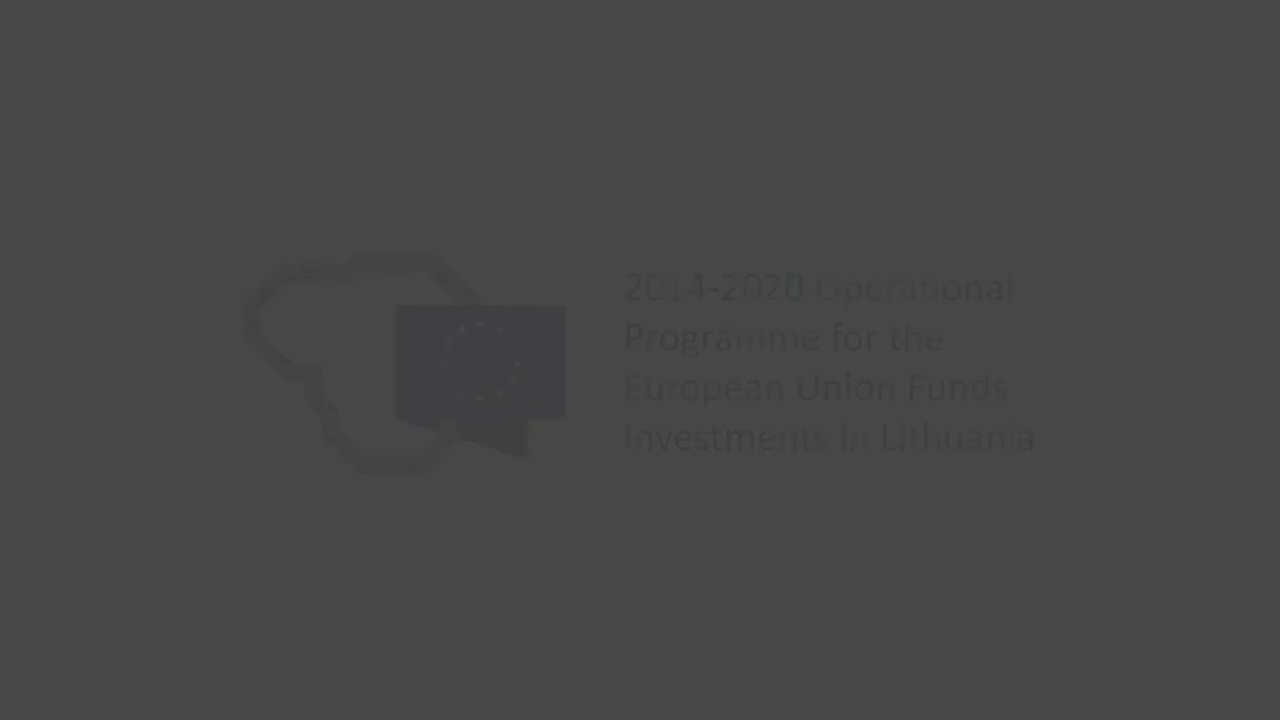 2014-2020 Operational
Programme for the
European Union Funds
Investments in Lithuania